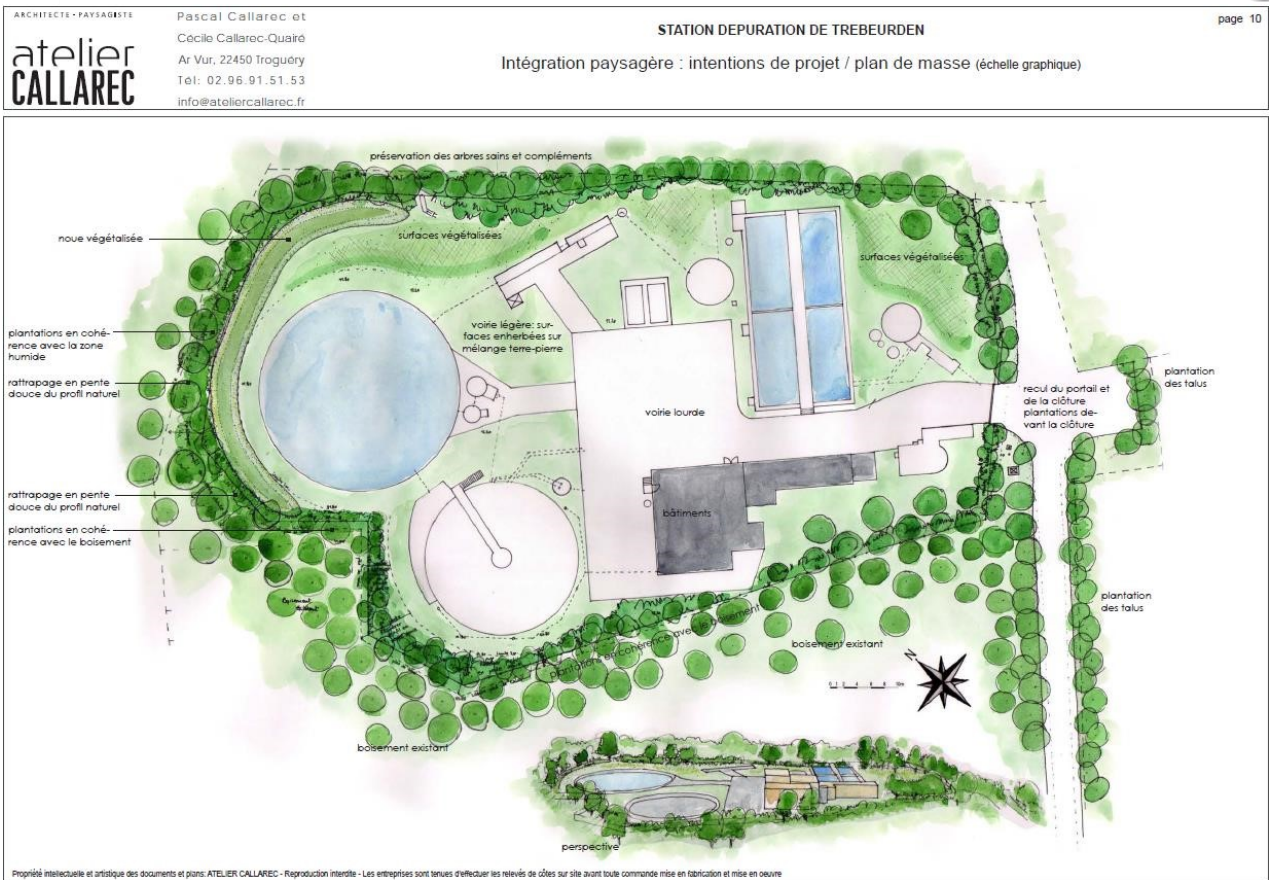 ARCHITECTE - PAYSAGISTE
atelier
CALLAREC
Pascal Callarec et
Cécile Callarec-Quairé
Ar Vur, 22450 Troguéry
Tél: 02.96.91.51.53
info@ateliercallarec.fr
STATION DEPURATION DE TREBEURDEN
Intégration paysagère : intentions de projet / plan de masse (échelle graphique)
page 10
préservation des arbres sains et compléments
noue végétalisée
surfaces végétalisées
surfaces végétalisées
plantations en cohé-
rence avec la zone
humide
voirie légère: sur-
faces enherbées sur
mélange terre-pierre
rattrapage en pente
douce du profil naturel
voirie lourde
recul du portail et
de la clôture
plantations de-
vant la clôture
plantation
des talus
rattrapage en pente
douce du profil naturel
bâtiments
plantations en cohé-
rence avec le boisement
plantation
des talus
plantations en cohérence avec le boisement
boisement existant
N
boisement existant
perspective
Propriété intellectuelle et artistique des documents et plans: ATELIER CALLAREC - Reproduction interdite - Les entreprises sont tenues d'effectuer les relevés de côtes sur site avant toute commande mise en fabrication et mise en oeuvre